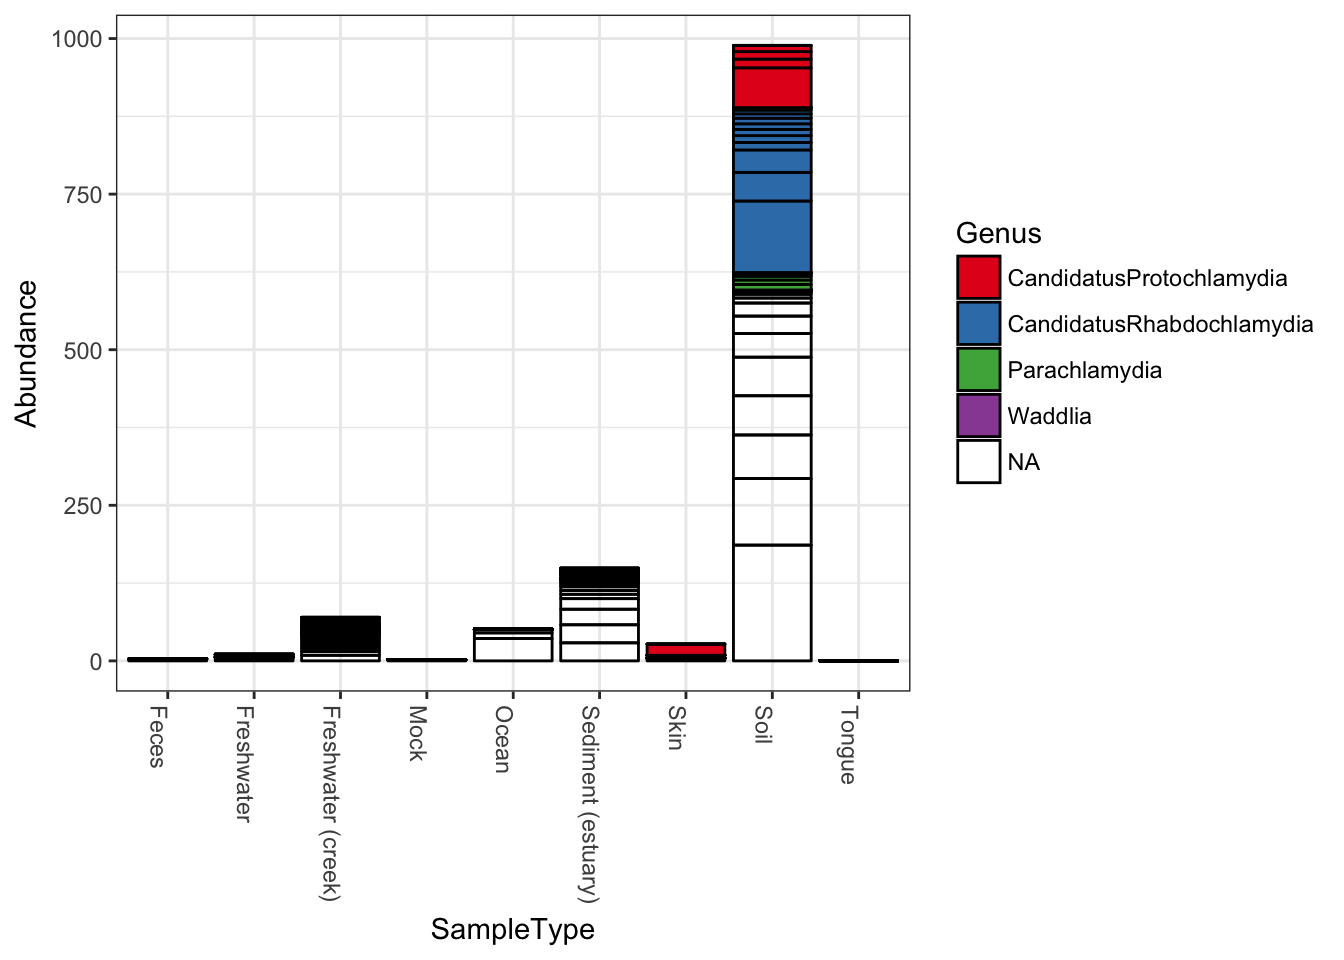 1000
750
500
250
0
Abundance
Feces
Freshwater
Freshwater (creek)
Mock
Ocean
Sediment (estuary)
Skin
Soil
Tongue
SampleType
Genus
CandidatusProtochlamydia
CandidatusRhabdochlamydia
Parachlamydia
Waddlia
NA